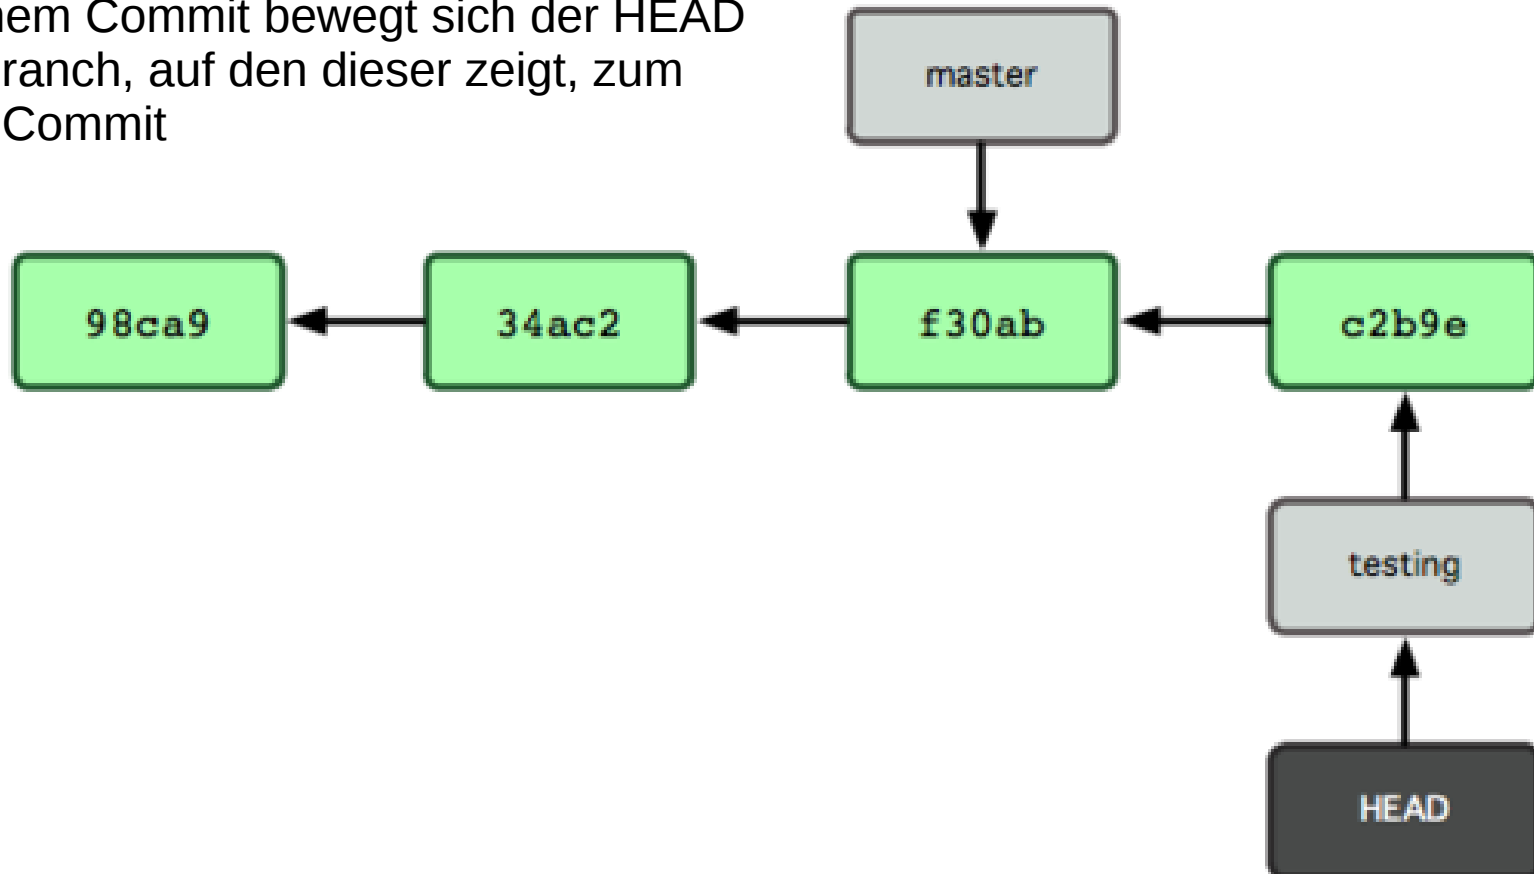 nem Commit bewegt sich der HEAD
ranch, auf den dieser zeigt, zum
Commit
master
98ca9
34ac2
f30ab
c2b9e
testing
HEAD